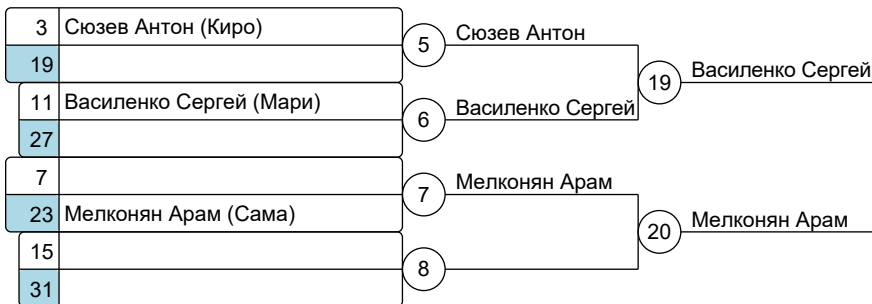 3 Сюзев Антон (Киро)
19
5 Сюзев Антон
11 Василенко Сергей (Мари)
27
6 Василенко Сергей
19 Василенко Сергей
7
23 Мелконян Арам (Сама)
7 Мелконян Арам
15
31
8
20 Мелконян Арам